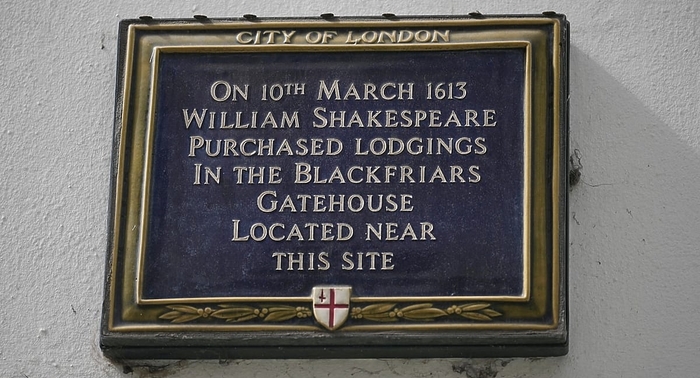 CITY OF LONDON
ON 10TH MARCH 1613
WILLIAM SHAKESPEARE
PURCHASED LODGINGS
IN THE BLACKFRIARS
GATEHOUSE
LOCATED NEAR
THIS SITE